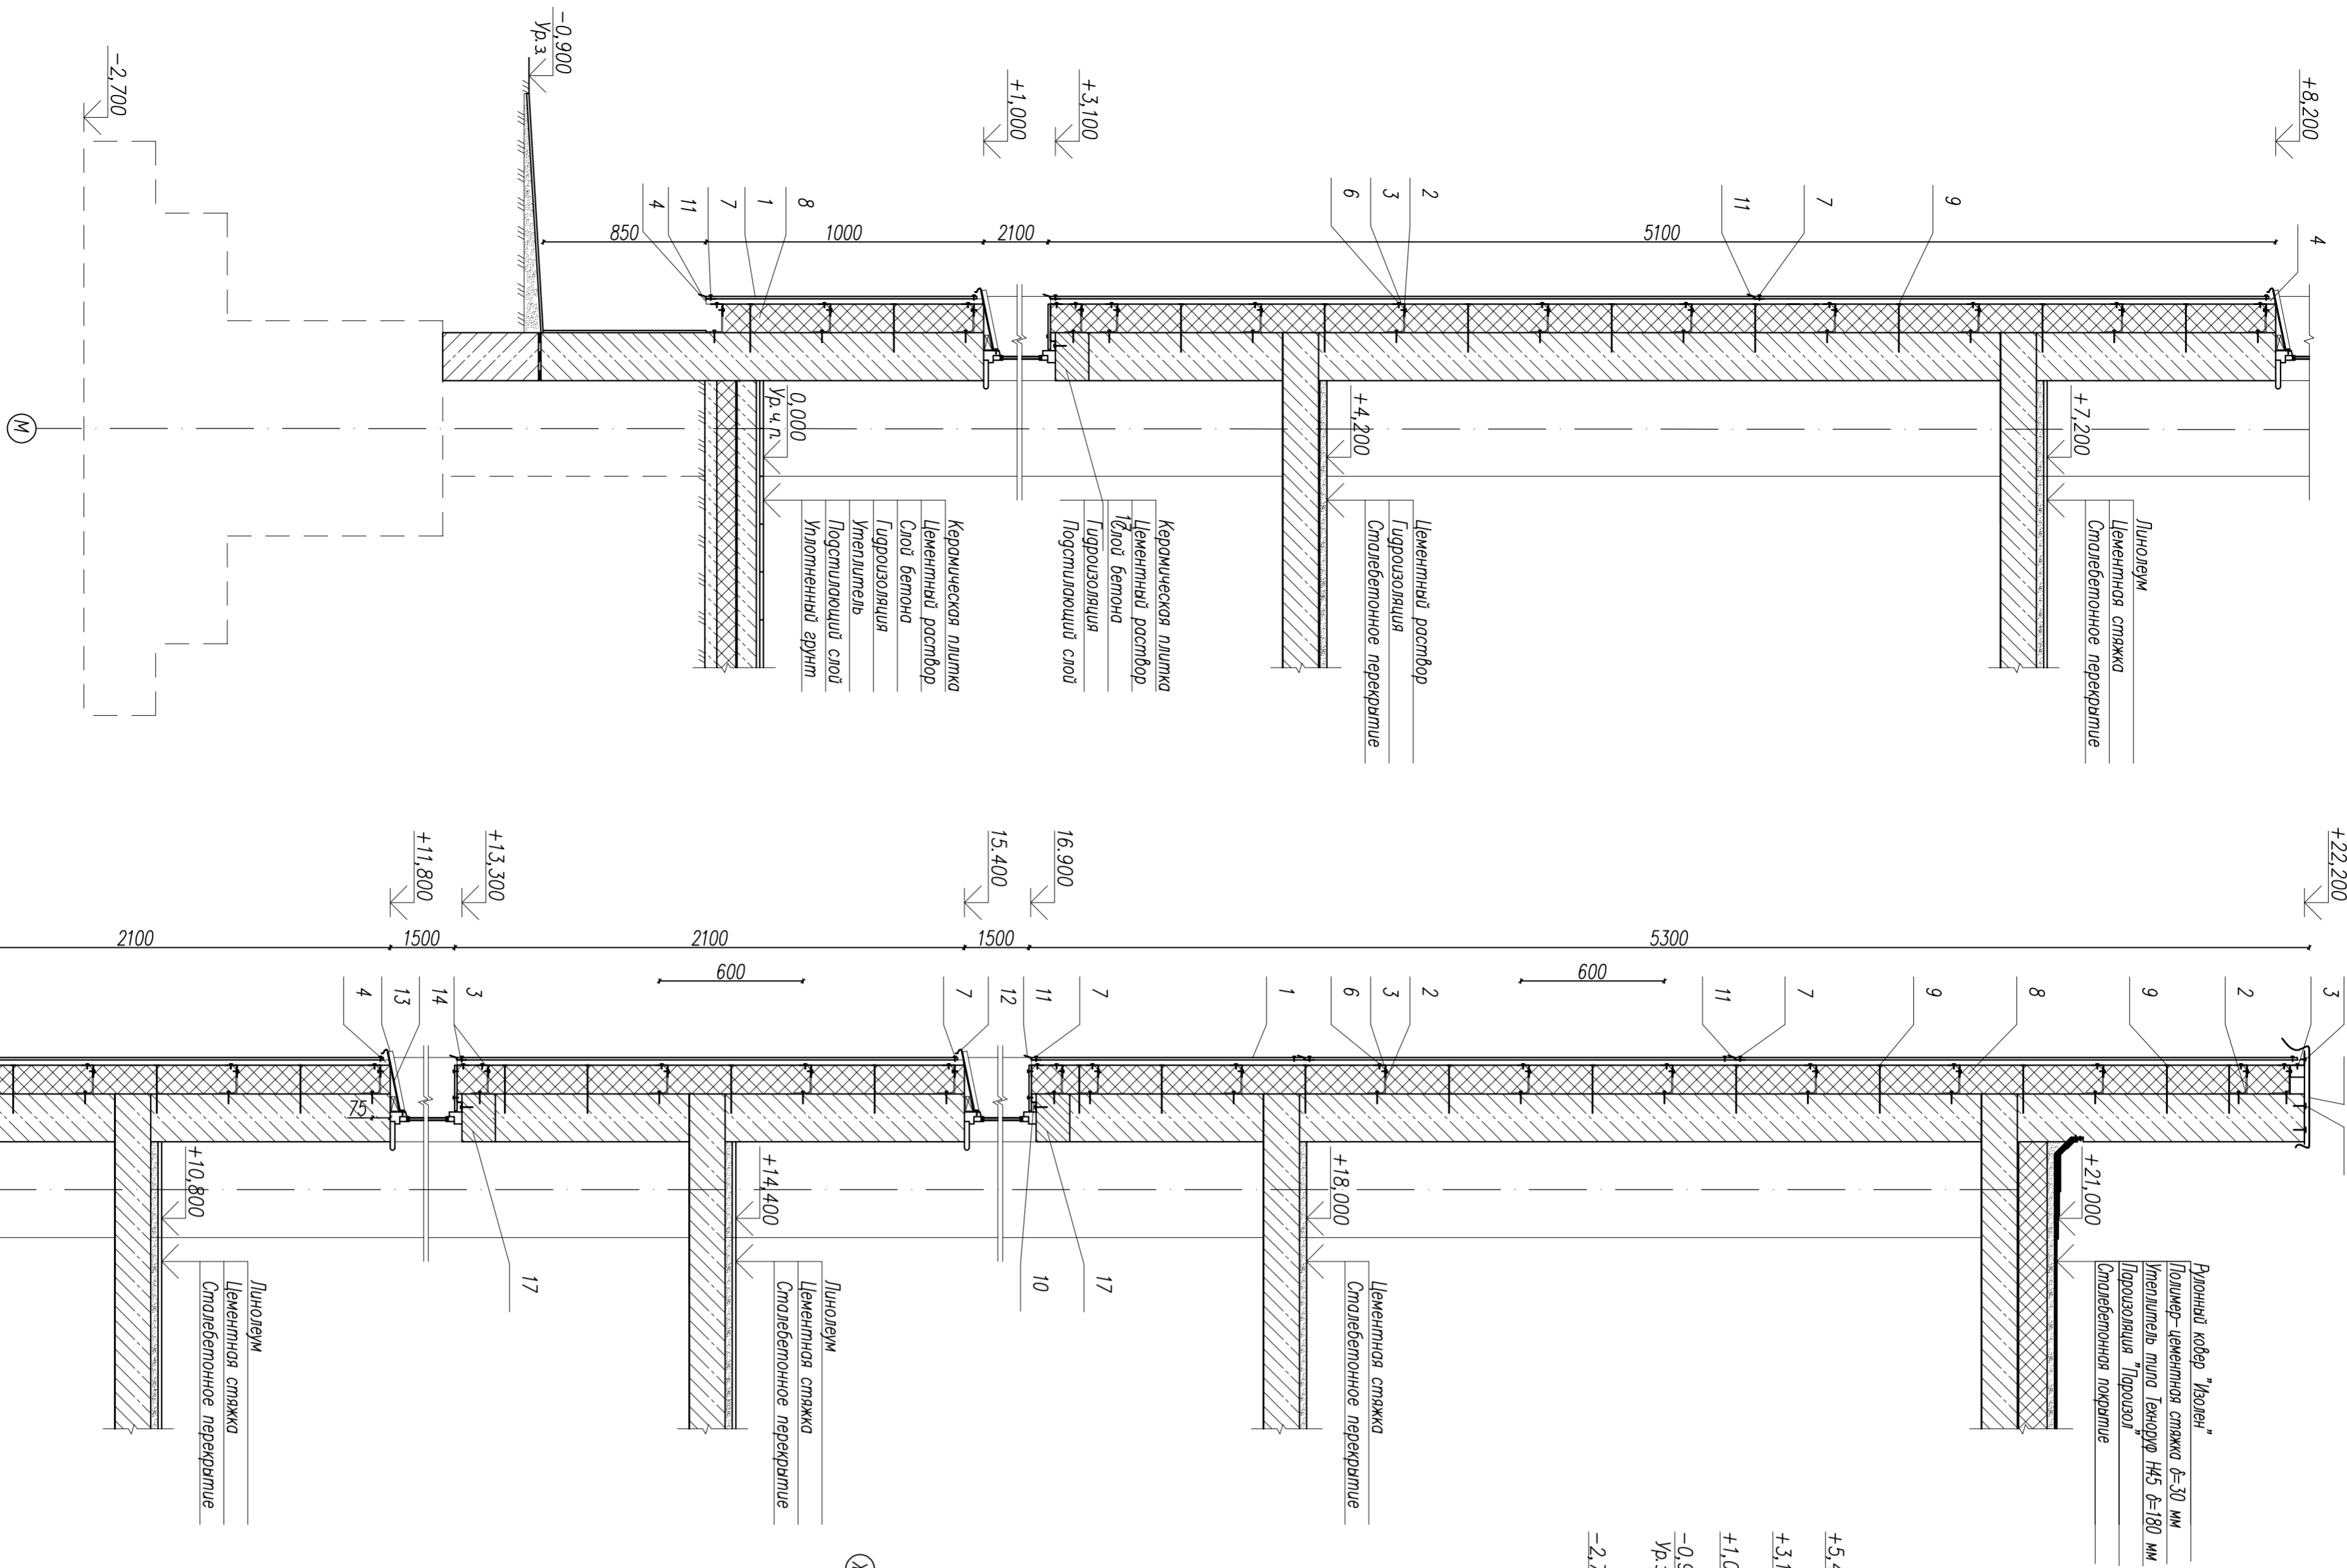 -2,700
-0,900
Ур.з.
+1,000
+3,100
+8,200
4
11
7
1
8
6
3
2
11
7
9
4
850
1000
2100
5100
0,000
Ур.ч.п.
+4,200
+7,200
М
Керамическая плитка
Цементный раствор
Слой бетона
Гидроизоляция
Утеплитель
Подстилающий слой
Уплотненный грунт
Керамическая плитка
Цементный раствор
Слой бетона
Гидроизоляция
Подстилающий слой
Цементный раствор
Гидроизоляция
Сталебетонное перекрытие
Линолеум
Цементная стяжка
Сталебетонное перекрытие
+11,800
+13,300
15.400
16.900
+22,200
2100
1500
2100
1500
5300
600
600
4
13
14
3
7
12
11
7
1
6
3
2
11
7
9
8
9
2
3
75
+10,800
+14,400
+18,000
+21,000
17
10
17
Линолеум
Цементная стяжка
Сталебетонное перекрытие
Линолеум
Цементная стяжка
Сталебетонное перекрытие
Цементная стяжка
Сталебетонное перекрытие
Рулонный ковер "Изолен"
Полимер-цементная стяжка δ=30 мм
Утеплитель типа Техноруф Н45 δ=180 мм
Пароизоляция "Пароизол"
Сталебетонная покрытие